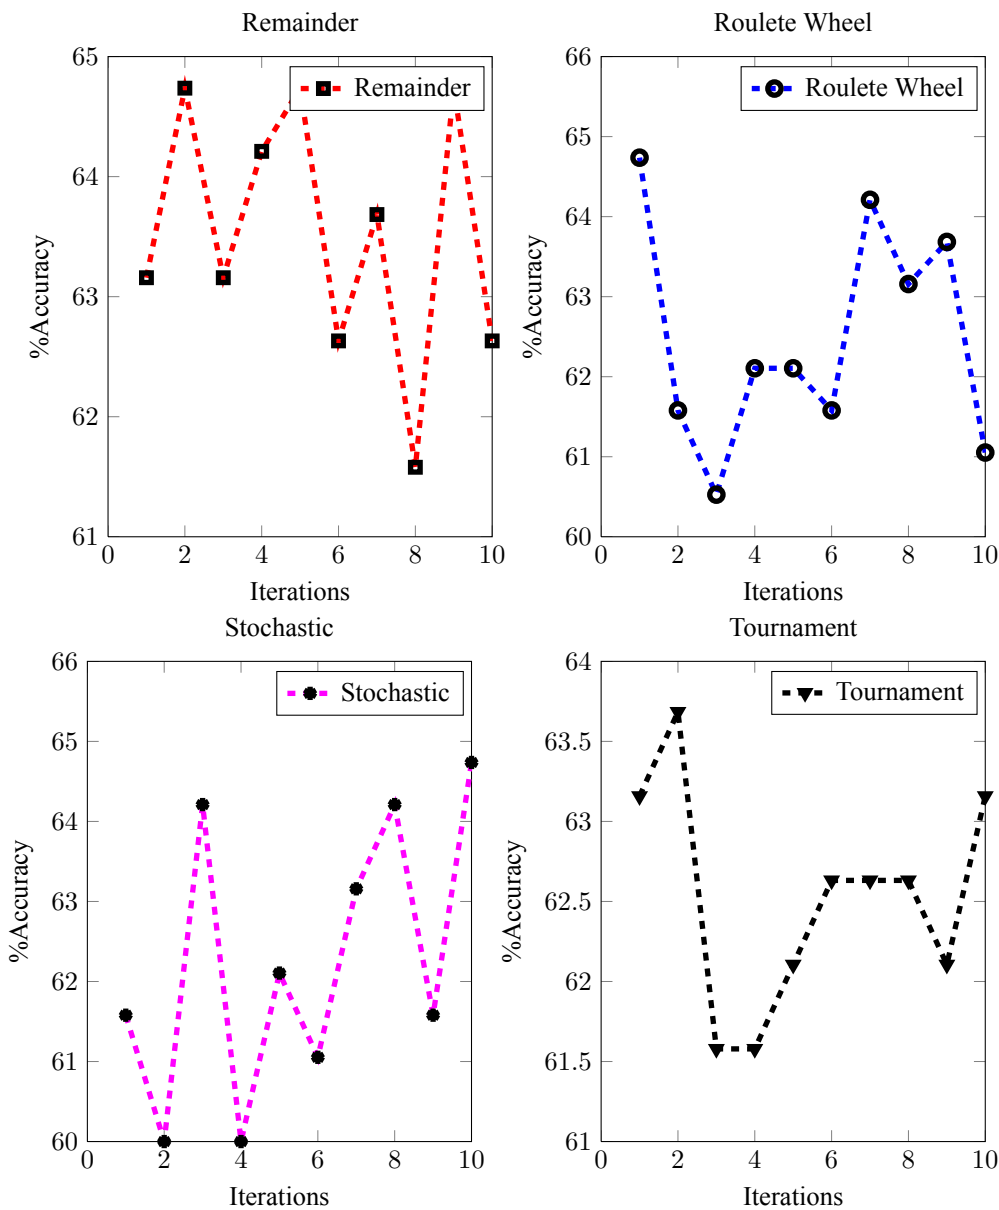 Remainder
65
64
63
62
61
0 2 4 6 8 10
%Accuracy
Iterations
Remainder
Roulete Wheel
66
65
64
63
62
61
60
0 2 4 6 8 10
%Accuracy
Iterations
Roulete Wheel
Stochastic
66
65
64
63
62
61
60
0 2 4 6 8 10
%Accuracy
Iterations
Stochastic
Tournament
64
63.5
63
62.5
62
61.5
61
0 2 4 6 8 10
%Accuracy
Iterations
Tournament